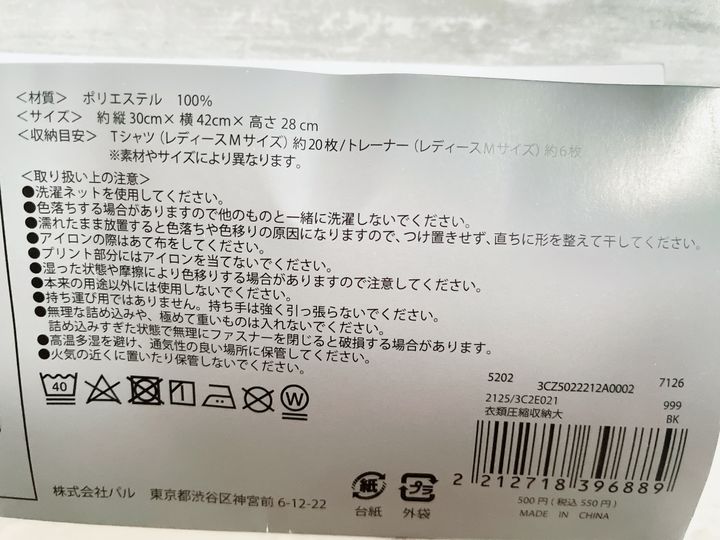 ＜材質＞ ポリエステル 100%
＜サイズ＞ 約 縦 30cm× 横 42cm× 高さ 28 cm
＜収納目安＞ Tシャツ（レディースMサイズ）約20枚/トレーナー（レディースMサイズ）約6枚
※素材やサイズにより異なります。
＜取り扱い上の注意＞
●洗濯ネットを使用してください。
●色落ちする場合がありますので他のものと一緒に洗濯しないでください。
●濡れたまま放置すると色落ちや色移りの原因になりますので、つけ置きせず、直ちに形を整えて干してください。
●アイロンの際はあて布をしてください。
●プリント部分にはアイロンを当てないでください。
●湿った状態や摩擦により色移りする場合がありますので注意してください。
●本来の用途以外には使用しないでください。
●持ち運び用ではありません。持ち手は強く引っ張らないでください。
●無理な詰め込みや、極めて重いものは入れないでください。
詰め込みすぎた状態で無理にファスナーを閉じると破損する場合があります。
●高温多湿を避け、通気性の良い場所に保管してください。
●火気の近くに置いたり保管しないでください。
40 W
5202 3CZ5022212A0002 7126
2125/3C2E021 999
衣類圧縮収納大 BK
2 212718 396889
500円（税込 550円）
MADE IN CHINA
紙 プラ
台紙 外袋
株式会社パル 東京都渋谷区神宮前 6-12-22